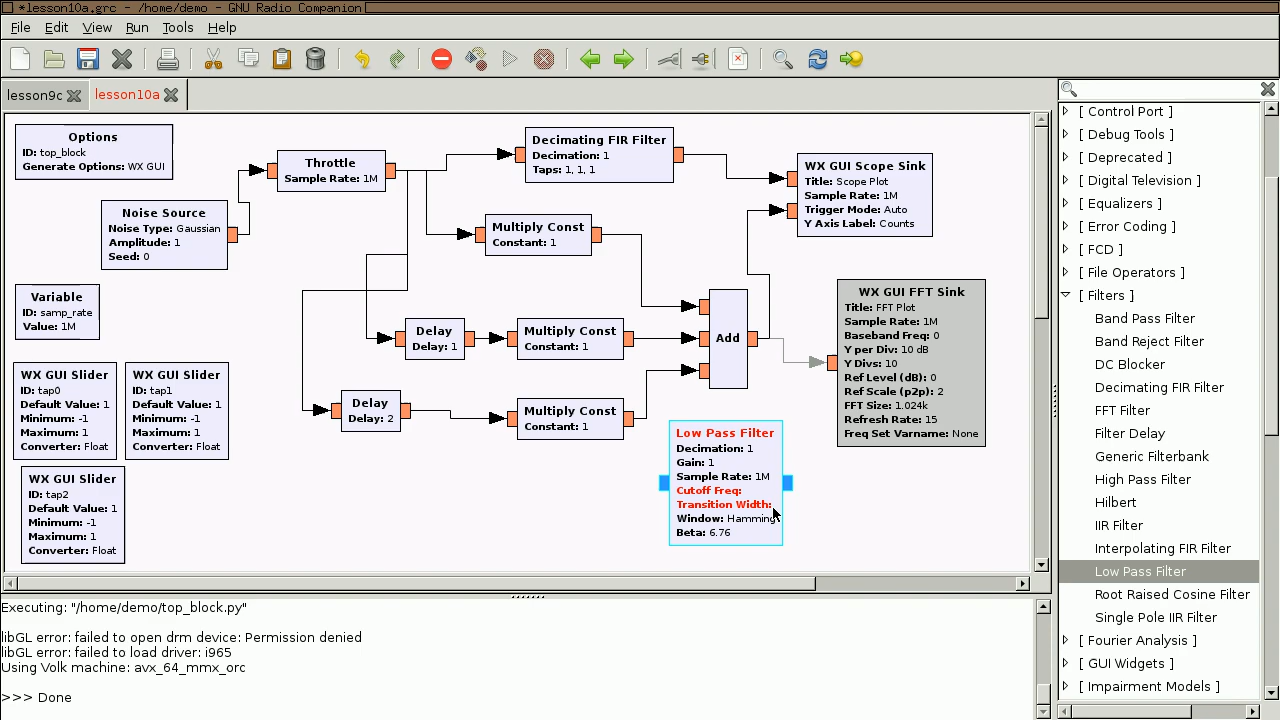 *lesson10a.grc - /home/demo - GNU Radio Companion
File Edit View Run Tools Help
lesson9c
lesson10a
Options
ID: top_block
Generate Options: WX GUI
Noise Source
Noise Type: Gaussian
Amplitude: 1
Seed: 0
Throttle
Sample Rate: 1M
Decimating FIR Filter
Decimation: 1
Taps: 1, 1, 1
WX GUI Scope Sink
Title: Scope Plot
Sample Rate: 1M
Trigger Mode: Auto
Y Axis Label: Counts
Multiply Const
Constant: 1
Variable
ID: samp_rate
Value: 1M
Delay
Delay: 1
Multiply Const
Constant: 1
Add
WX GUI FFT Sink
Title: FFT Plot
Sample Rate: 1M
Baseband Freq: 0
Y per Div: 10 dB
Y Divs: 10
Ref Level (dB): 0
Ref Scale (p2p): 2
FFT Size: 1.024k
Refresh Rate: 15
Freq Set Varname: None
WX GUI Slider
ID: tap0
Default Value: 1
Minimum: -1
Maximum: 1
Converter: Float
WX GUI Slider
ID: tap1
Default Value: 1
Minimum: -1
Maximum: 1
Converter: Float
Delay
Delay: 2
Multiply Const
Constant: 1
Low Pass Filter
Decimation: 1
Gain: 1
Sample Rate: 1M
Cutoff Freq:
Transition Width:
Window: Hamming
Beta: 6.76
WX GUI Slider
ID: tap2
Default Value: 1
Minimum: -1
Maximum: 1
Converter: Float
[ Control Port ]
[ Debug Tools ]
[ Deprecated ]
[ Digital Television ]
[ Equalizers ]
[ Error Coding ]
[ FCD ]
[ File Operators ]
[ Filters ]
Band Pass Filter
Band Reject Filter
DC Blocker
Decimating FIR Filter
FFT Filter
Filter Delay
Generic Filterbank
High Pass Filter
Hilbert
IIR Filter
Interpolating FIR Filter
Low Pass Filter
Root Raised Cosine Filter
Single Pole IIR Filter
[ Fourier Analysis ]
[ GUI Widgets ]
[ Impairment Models ]
Executing: "/home/demo/top_block.py"
libGL error: failed to open drm device: Permission denied
libGL error: failed to load driver: i965
Using Volk machine: avx_64_mmx_orc
>>> Done